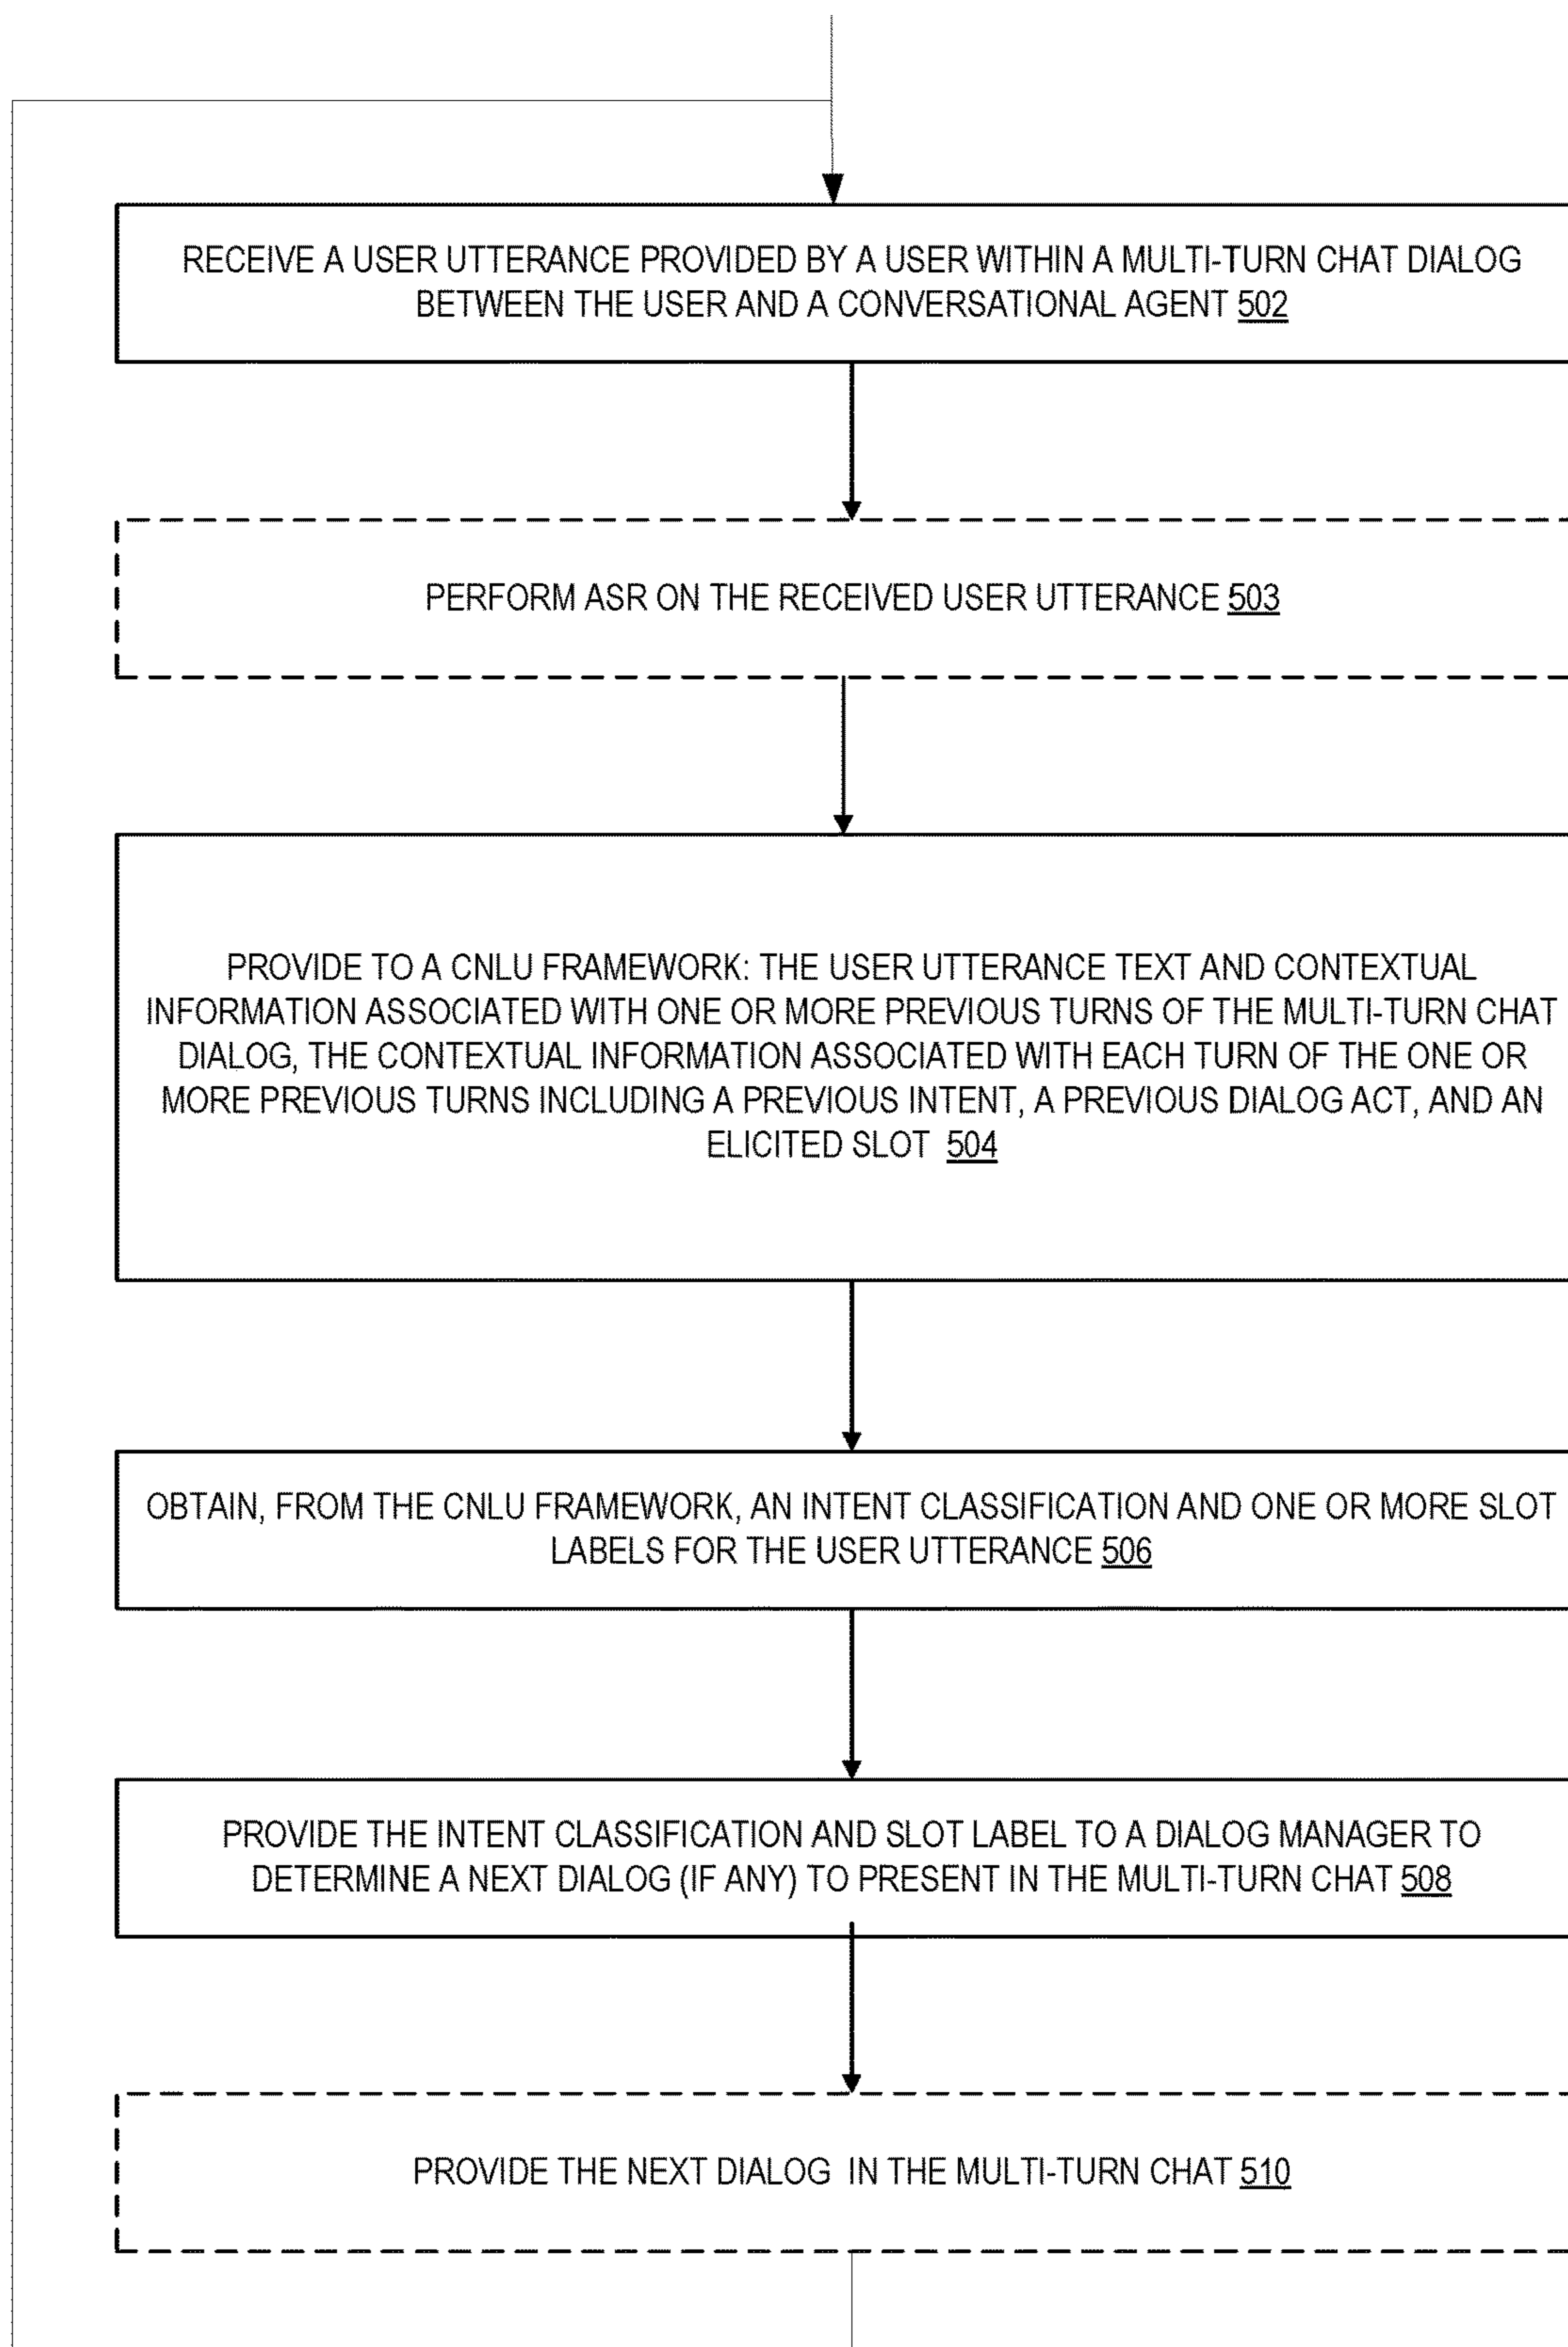 RECEIVE A USER UTTERANCE PROVIDED BY A USER WITHIN A MULTI-TURN CHAT DIALOG
BETWEEN THE USER AND A CONVERSATIONAL AGENT 502
PERFORM ASR ON THE RECEIVED USER UTTERANCE 503
PROVIDE TO A CNLU FRAMEWORK: THE USER UTTERANCE TEXT AND CONTEXTUAL
INFORMATION ASSOCIATED WITH ONE OR MORE PREVIOUS TURNS OF THE MULTI-TURN CHAT
DIALOG, THE CONTEXTUAL INFORMATION ASSOCIATED WITH EACH TURN OF THE ONE OR
MORE PREVIOUS TURNS INCLUDING A PREVIOUS INTENT, A PREVIOUS DIALOG ACT, AND AN
ELICITED SLOT 504
OBTAIN, FROM THE CNLU FRAMEWORK, AN INTENT CLASSIFICATION AND ONE OR MORE SLOT
LABELS FOR THE USER UTTERANCE 506
PROVIDE THE INTENT CLASSIFICATION AND SLOT LABEL TO A DIALOG MANAGER TO
DETERMINE A NEXT DIALOG (IF ANY) TO PRESENT IN THE MULTI-TURN CHAT 508
PROVIDE THE NEXT DIALOG IN THE MULTI-TURN CHAT 510